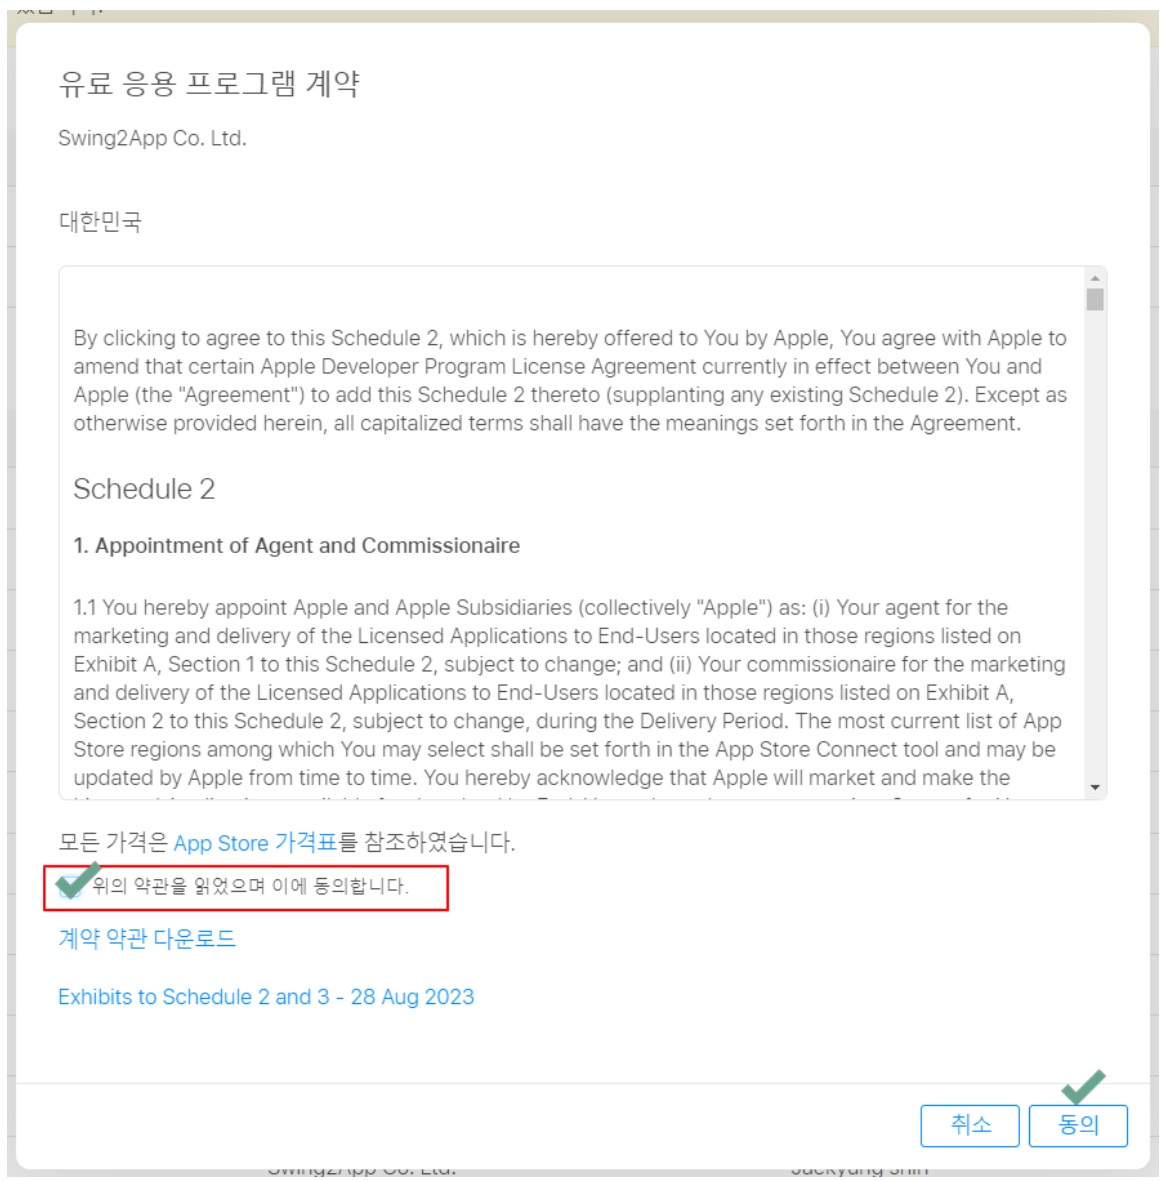 유료 응용 프로그램 계약
Swing2App Co. Ltd.
대한민국
By clicking to agree to this Schedule 2, which is hereby offered to You by Apple, You agree with Apple to
amend that certain Apple Developer Program License Agreement currently in effect between You and
Apple (the "Agreement") to add this Schedule 2 thereto (supplanting any existing Schedule 2). Except as
otherwise provided herein, all capitalized terms shall have the meanings set forth in the Agreement.
Schedule 2
1. Appointment of Agent and Commissionaire
1.1 You hereby appoint Apple and Apple Subsidiaries (collectively "Apple") as: (i) Your agent for the
marketing and delivery of the Licensed Applications to End-Users located in those regions listed on
Exhibit A, Section 1 to this Schedule 2, subject to change; and (ii) Your commissionaire for the marketing
and delivery of the Licensed Applications to End-Users located in those regions listed on Exhibit A,
Section 2 to this Schedule 2, subject to change, during the Delivery Period. The most current list of App
Store regions among which You may select shall be set forth in the App Store Connect tool and may be
updated by Apple from time to time. You hereby acknowledge that Apple will market and make the
모든 가격은 App Store 가격표를 참조하였습니다.
위의 약관을 읽었으며 이에 동의합니다.
계약 약관 다운로드
Exhibits to Schedule 2 and 3 - 28 Aug 2023
취소 동의
Swing2App Co. Ltd.